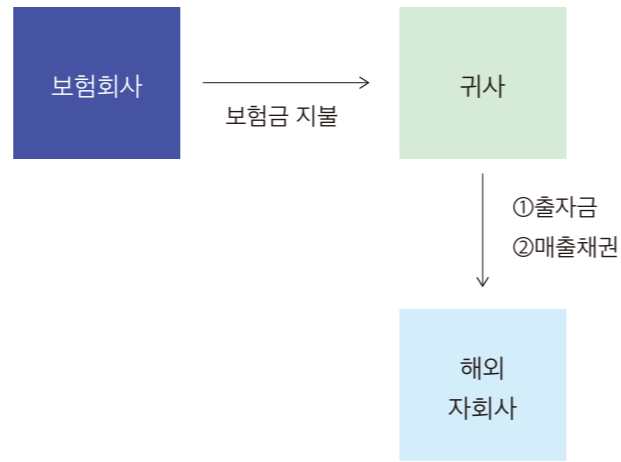 보험회사
보험금 지불
귀사
①출자금
②매출채권
해외
자회사